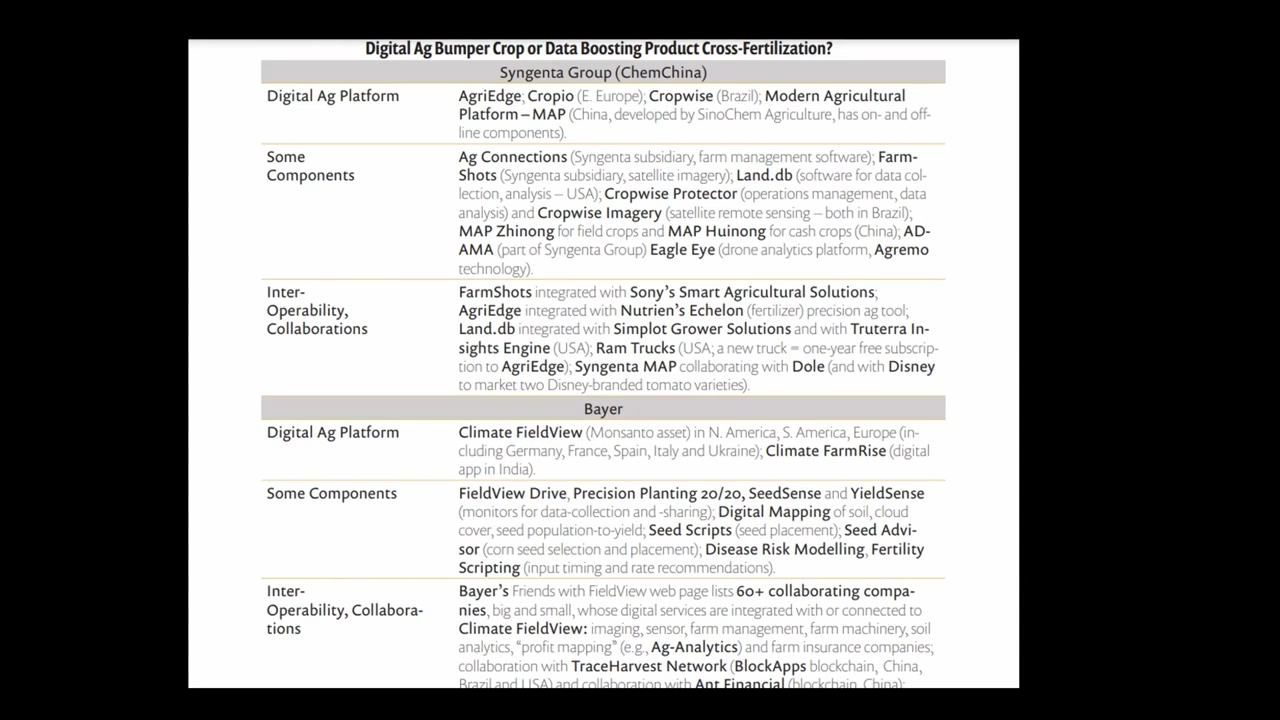 Digital Ag Bumper Crop or Data Boosting Product Cross-Fertilization?
Syngenta Group (ChemChina)
Digital Ag Platform
AgriEdge; Cropio (E. Europe); Cropwise (Brazil); Modern Agricultural
Platform – MAP (China, developed by SinoChem Agriculture, has on- and off-
line components).
Some
Components
Ag Connections (Syngenta subsidiary, farm management software); Farm-
Shots (Syngenta subsidiary, satellite imagery); Land.db (software for data col-
lection, analysis – USA); Cropwise Protector (operations management, data
analysis) and Cropwise Imagery (satellite remote sensing – both in Brazil);
MAP Zhinong for field crops and MAP Huinong for cash crops (China); AD-
AMA (part of Syngenta Group) Eagle Eye (drone analytics platform, Agremo
technology).
Inter-
Operability,
Collaborations
FarmShots integrated with Sony's Smart Agricultural Solutions;
AgriEdge integrated with Nutrien's Echelon (fertilizer) precision ag tool;
Land.db integrated with Simplot Grower Solutions and with Truterra In-
sights Engine (USA); Ram Trucks (USA; a new truck = one-year free subscrip-
tion to AgriEdge); Syngenta MAP collaborating with Dole (and with Disney
to market two Disney-branded tomato varieties).
Bayer
Digital Ag Platform
Climate FieldView (Monsanto asset) in N. America, S. America, Europe (in-
cluding Germany, France, Spain, Italy and Ukraine); Climate FarmRise (digital
app in India).
Some Components
FieldView Drive, Precision Planting 20/20, SeedSense and YieldSense
(monitors for data-collection and -sharing); Digital Mapping of soil, cloud
cover, seed population-to-yield; Seed Scripts (seed placement); Seed Advi-
sor (corn seed selection and placement); Disease Risk Modelling, Fertility
Scripting (input timing and rate recommendations).
Inter-
Operability, Collabora-
tions
Bayer's Friends with FieldView web page lists 60+ collaborating compa-
nies, big and small, whose digital services are integrated with or connected to
Climate FieldView: imaging, sensor, farm management, farm machinery, soil
analytics, "profit mapping" (e.g., Ag-Analytics) and farm insurance companies;
collaboration with TraceHarvest Network (BlockApps blockchain, China,
Brazil and USA) and collaboration with Ant Financial (blockchain, China);